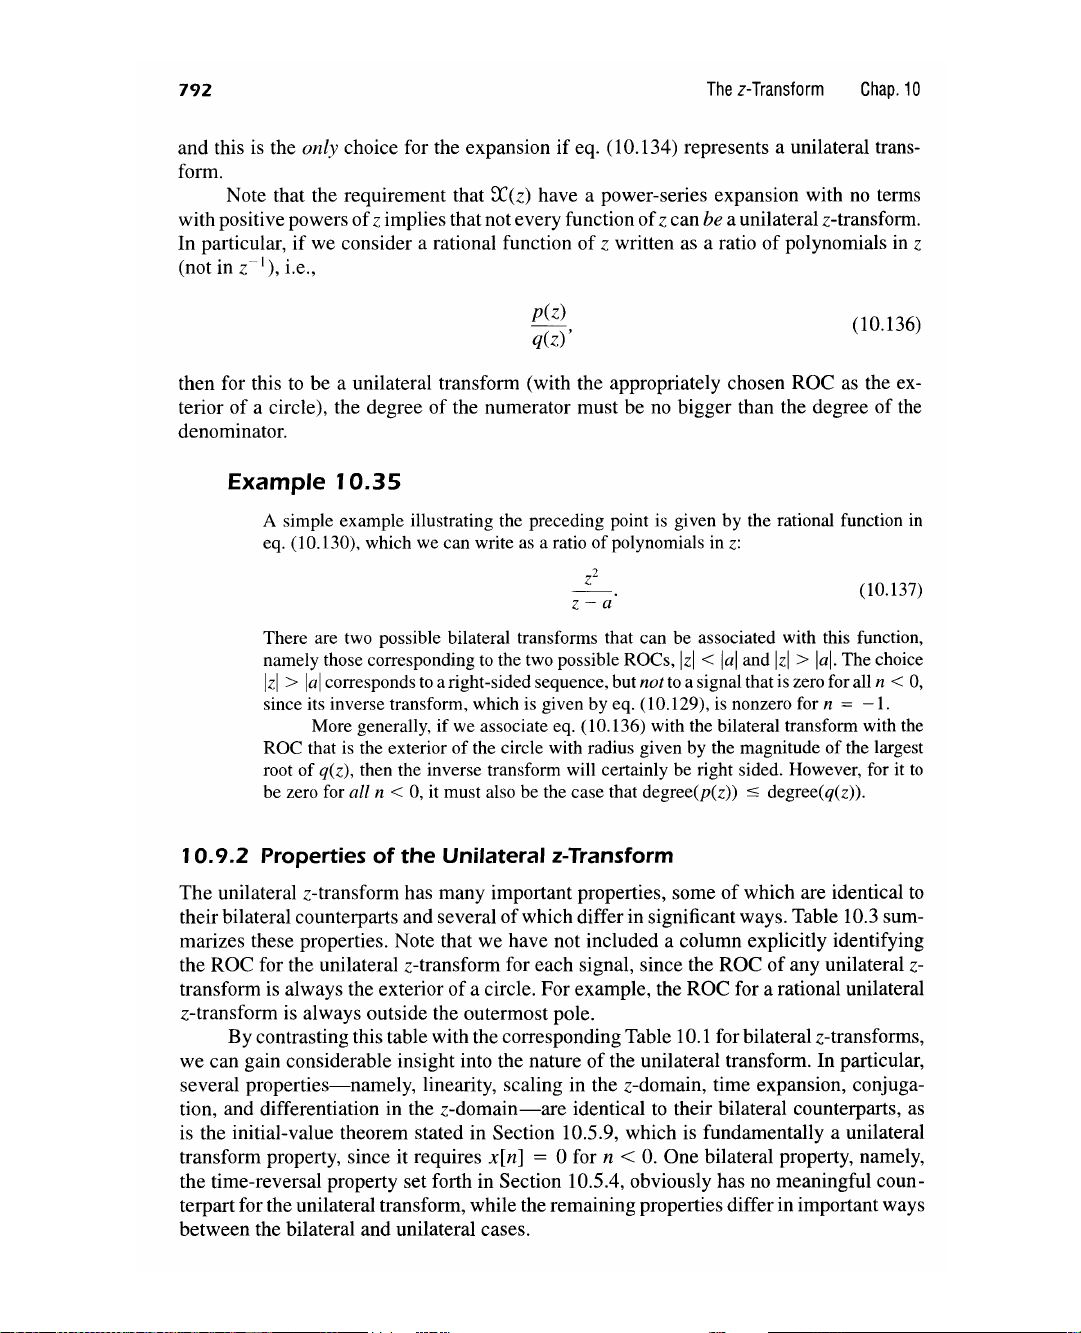 792
The z-Transform Chap. 10
and this is the only choice for the expansion if eq. (10.134) represents a unilateral trans-
form.
Note that the requirement that 𝒳(z) have a power-series expansion with no terms
with positive powers of z implies that not every function of z can be a unilateral z-transform.
In particular, if we consider a rational function of z written as a ratio of polynomials in z
(not in z⁻¹), i.e.,
p(z)
q(z), (10.136)
then for this to be a unilateral transform (with the appropriately chosen ROC as the ex-
terior of a circle), the degree of the numerator must be no bigger than the degree of the
denominator.
Example 10.35
A simple example illustrating the preceding point is given by the rational function in
eq. (10.130), which we can write as a ratio of polynomials in z:
z²
z − a. (10.137)
There are two possible bilateral transforms that can be associated with this function,
namely those corresponding to the two possible ROCs, |z| < |a| and |z| > |a|. The choice
|z| > |a| corresponds to a right-sided sequence, but not to a signal that is zero for all n < 0,
since its inverse transform, which is given by eq. (10.129), is nonzero for n = −1.
More generally, if we associate eq. (10.136) with the bilateral transform with the
ROC that is the exterior of the circle with radius given by the magnitude of the largest
root of q(z), then the inverse transform will certainly be right sided. However, for it to
be zero for all n < 0, it must also be the case that degree(p(z)) ≤ degree(q(z)).
10.9.2 Properties of the Unilateral z-Transform
The unilateral z-transform has many important properties, some of which are identical to
their bilateral counterparts and several of which differ in significant ways. Table 10.3 sum-
marizes these properties. Note that we have not included a column explicitly identifying
the ROC for the unilateral z-transform for each signal, since the ROC of any unilateral z-
transform is always the exterior of a circle. For example, the ROC for a rational unilateral
z-transform is always outside the outermost pole.
By contrasting this table with the corresponding Table 10.1 for bilateral z-transforms,
we can gain considerable insight into the nature of the unilateral transform. In particular,
several properties—namely, linearity, scaling in the z-domain, time expansion, conjuga-
tion, and differentiation in the z-domain—are identical to their bilateral counterparts, as
is the initial-value theorem stated in Section 10.5.9, which is fundamentally a unilateral
transform property, since it requires x[n] = 0 for n < 0. One bilateral property, namely,
the time-reversal property set forth in Section 10.5.4, obviously has no meaningful coun-
terpart for the unilateral transform, while the remaining properties differ in important ways
between the bilateral and unilateral cases.